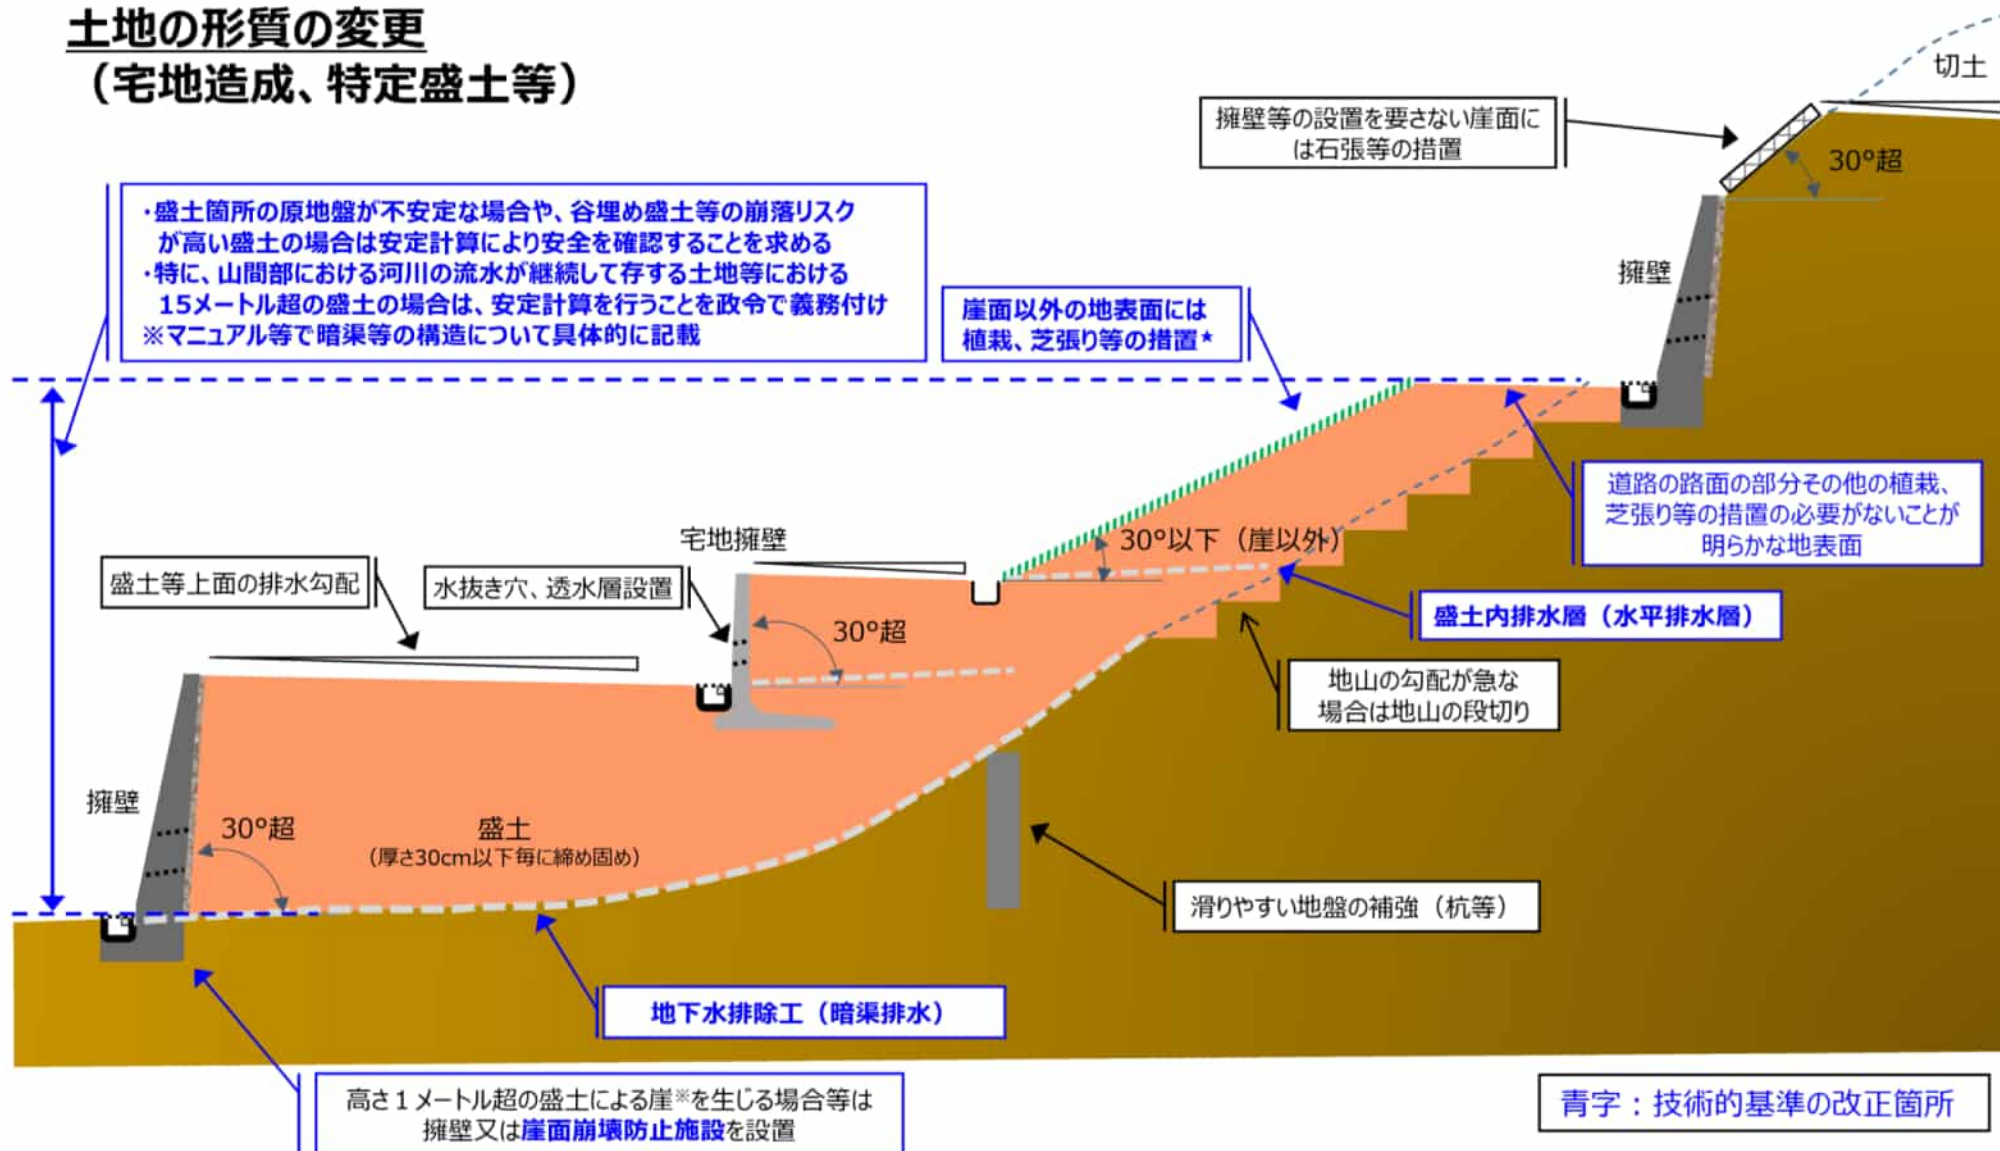 土地の形質の変更
（宅地造成、特定盛土等）
切土
擁壁等の設置を要さない崖面に
は石張等の措置
30°超
・盛土箇所の原地盤が不安定な場合や、谷埋め盛土等の崩落リスク
が高い盛土の場合は安定計算により安全を確認することを求める
・特に、山間部における河川の流水が継続して存する土地等における
15メートル超の盛土の場合は、安定計算を行うことを政令で義務付け
※マニュアル等で暗渠等の構造について具体的に記載
擁壁
崖面以外の地表面には
植栽、芝張り等の措置★
道路の路面の部分その他の植栽、
芝張り等の措置の必要がないことが
明らかな地表面
宅地擁壁
30°以下（崖以外）
盛土等上面の排水勾配
水抜き穴、透水層設置
30°超
盛土内排水層（水平排水層）
地山の勾配が急な
場合は地山の段切り
擁壁
30°超
盛土
（厚さ30cm以下毎に締め固め）
滑りやすい地盤の補強（杭等）
地下水排除工（暗渠排水）
高さ１メートル超の盛土による崖※を生じる場合等は
擁壁又は崖面崩壊防止施設を設置
青字：技術的基準の改正箇所